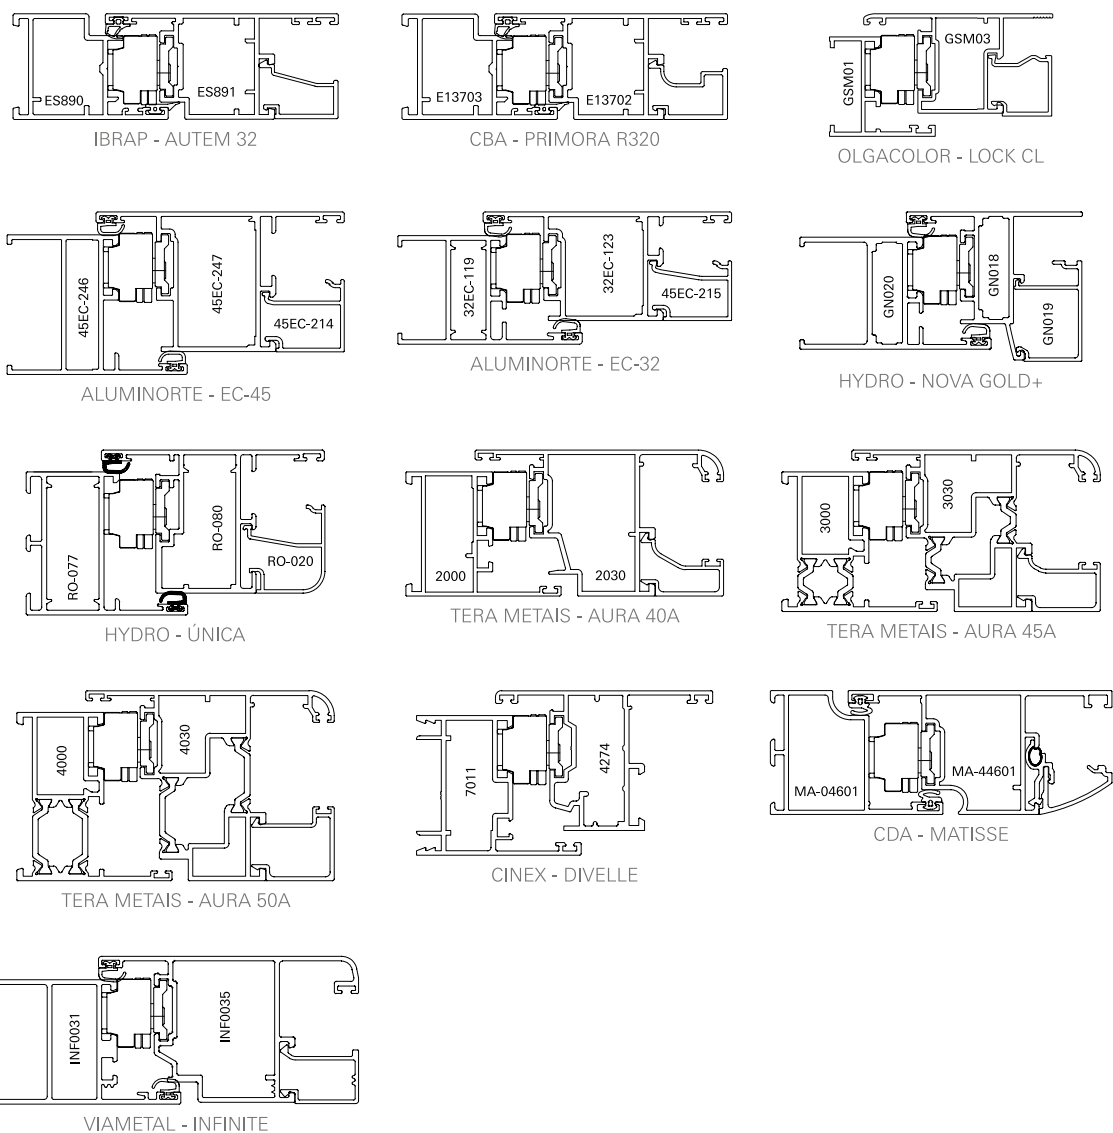 ES890
ES891
IBRAP - AUTEM 32
E13703
E13702
CBA - PRIMORA R320
GSM01
GSM03
OLGACOLOR - LOCK CL
45EC-246
45EC-247
45EC-214
ALUMINORTE - EC-45
32EC-119
32EC-123
45EC-215
ALUMINORTE - EC-32
GN020
GN018
GN019
HYDRO - NOVA GOLD+
RO-077
RO-080
RO-020
HYDRO - ÚNICA
2000
2030
TERA METAIS - AURA 40A
3000
3030
TERA METAIS - AURA 45A
4000
4030
TERA METAIS - AURA 50A
7011
4274
CINEX - DIVELLE
MA-04601
MA-44601
CDA - MATISSE
INF0031
INF0035
VIAMETAL - INFINITE